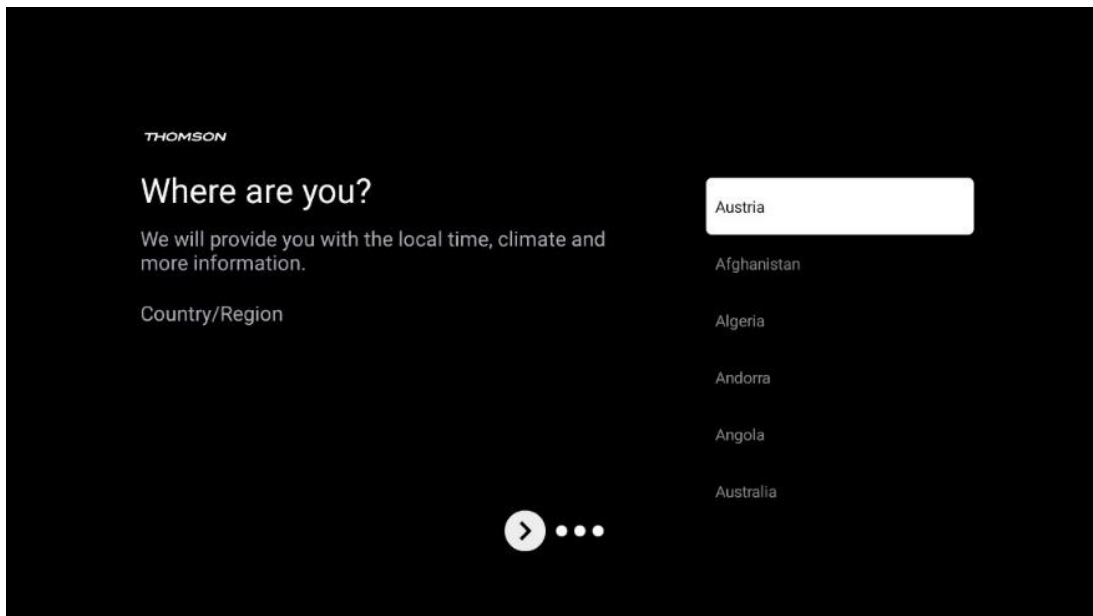 THOMSON
Where are you?
We will provide you with the local time, climate and
more information.
Country/Region
Austria
Afghanistan
Algeria
Andorra
Angola
Australia